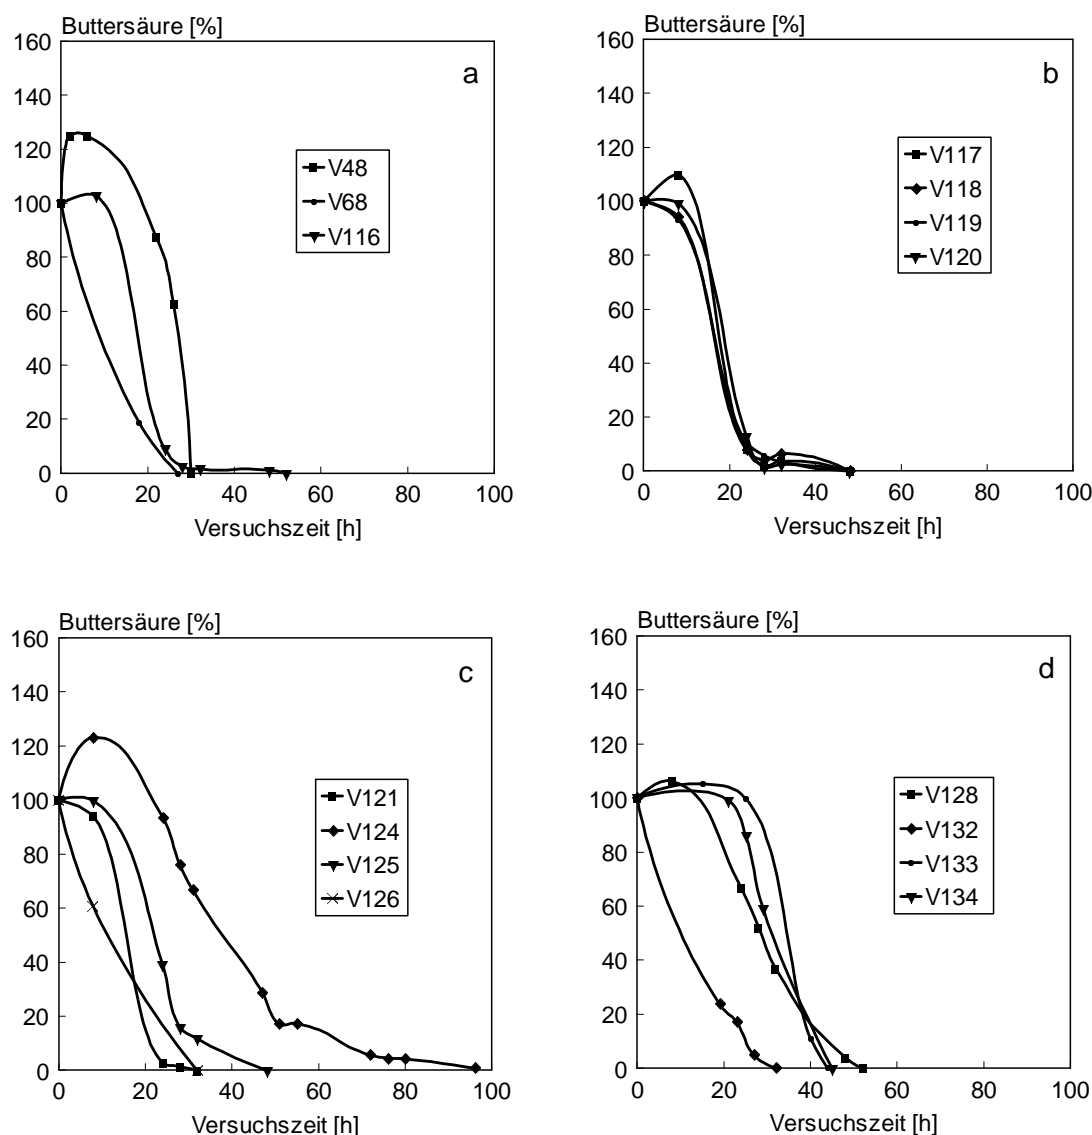 Buttersäure [%]
160
140
120
100
80
60
40
20
0
a
V48
V68
V116
0 20 40 60 80 100
Versuchszeit [h]
Buttersäure [%]
160
140
120
100
80
60
40
20
0
b
V117
V118
V119
V120
0 20 40 60 80 100
Versuchszeit [h]
Buttersäure [%]
160
140
120
100
80
60
40
20
0
c
V121
V124
V125
V126
0 20 40 60 80 100
Versuchszeit [h]
Buttersäure [%]
160
140
120
100
80
60
40
20
0
d
V128
V132
V133
V134
0 20 40 60 80 100
Versuchszeit [h]